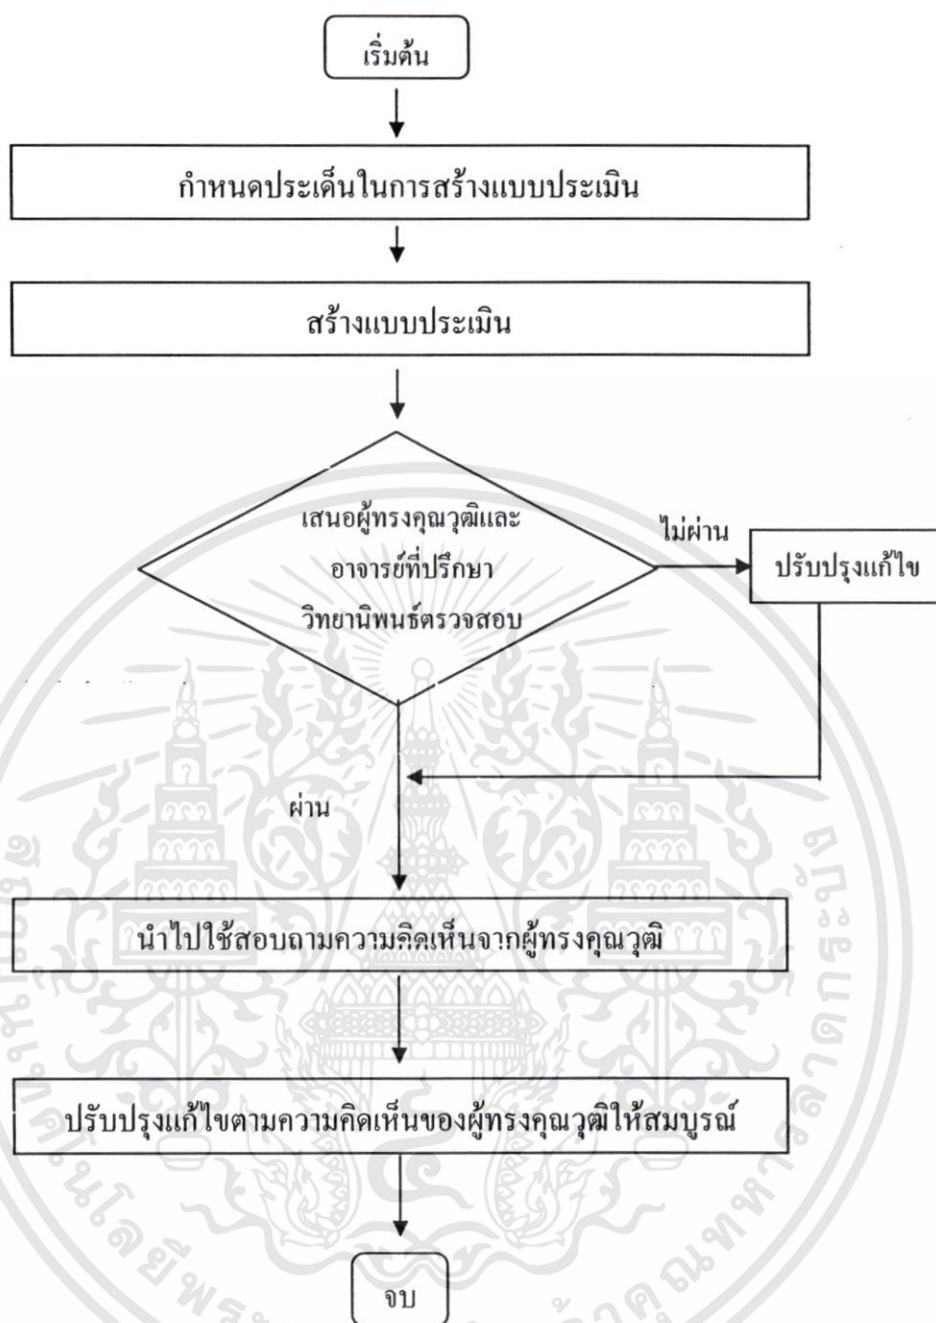 เริ่มต้น
กำหนดประเด็นในการสร้างแบบประเมิน
สร้างแบบประเมิน
เสนอผู้ทรงคุณวุฒิและ
อาจารย์ที่ปรึกษา
วิทยานิพนธ์ตรวจสอบ
ไม่ผ่าน
ปรับปรุงแก้ไข
ผ่าน
นำไปใช้สอบถามความคิดเห็นจากผู้ทรงคุณวุฒิ
ปรับปรุงแก้ไขตามความคิดเห็นของผู้ทรงคุณวุฒิให้สมบูรณ์
จบ